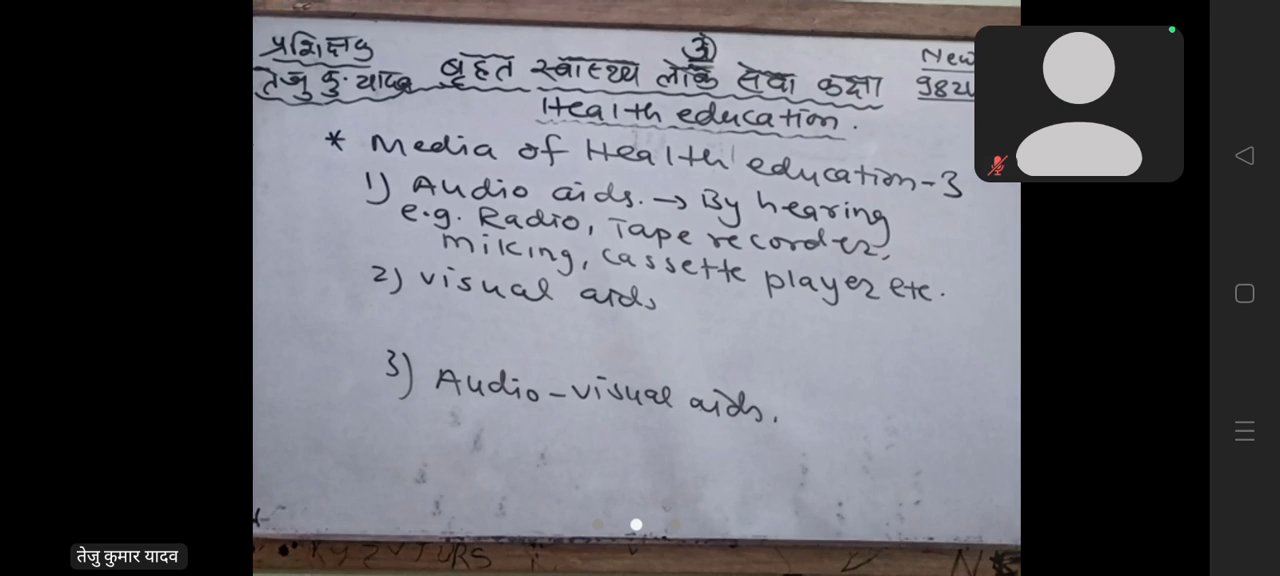 ॐ
प्रशिक्षक
तेजु कु. यादव
बृहत स्वास्थ्य लोक सेवा कक्षा
New
982
Health education.
* Media of Health education-3
1) Audio aids. → By hearing
e.g. Radio, Tape recorder,
miking, cassette player etc.
2) visual aids
3) Audio-visual aids.
तेजु कुमार यादव